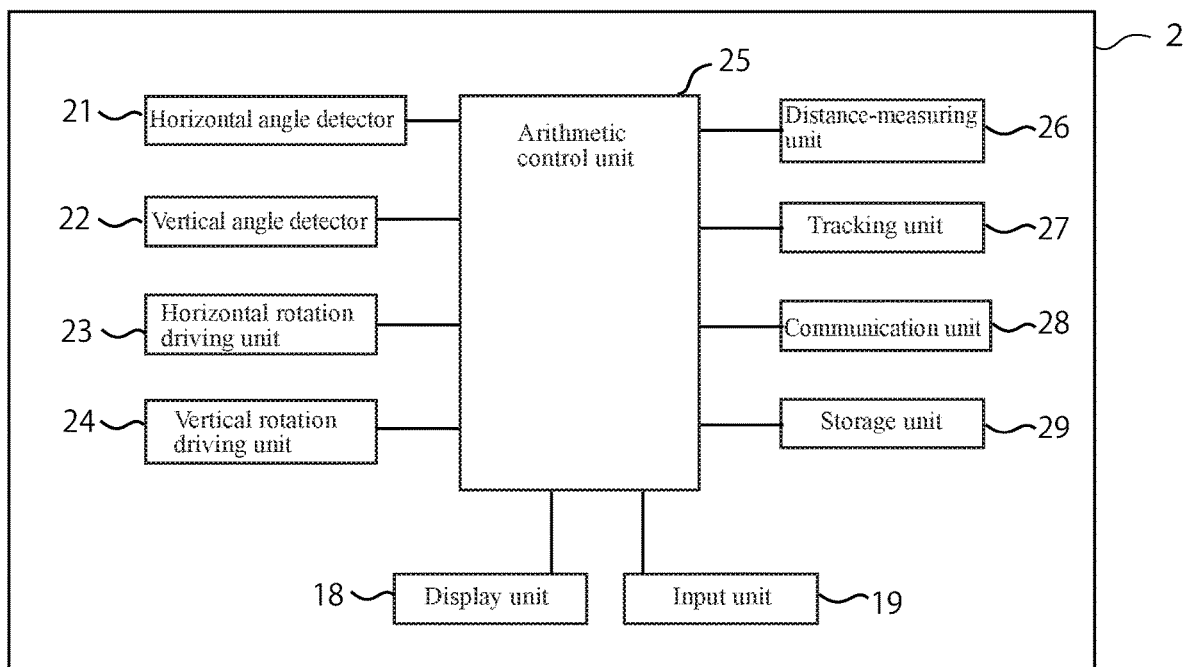 2
25
21
Horizontal angle detector
Arithmetic
control unit
Distance-measuring
unit
26
22
Vertical angle detector
Tracking unit
27
23
Horizontal rotation
driving unit
Communication unit
28
24
Vertical rotation
driving unit
Storage unit
29
18
Display unit
Input unit
19